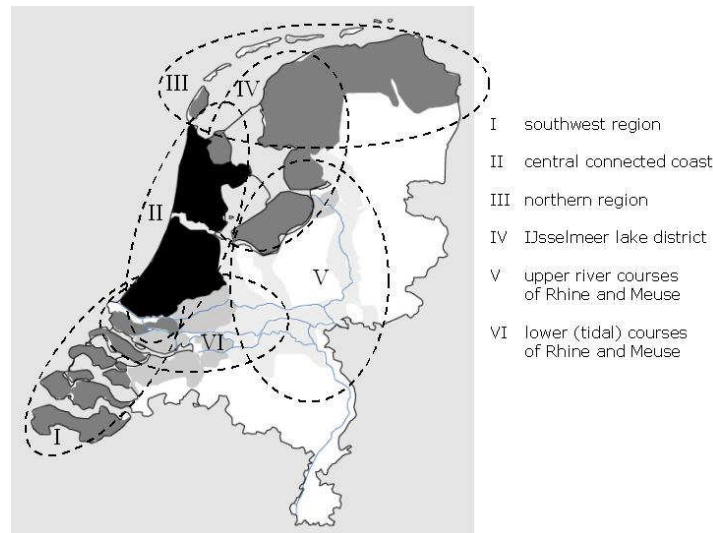 III
IV
II
V
VI
I
I southwest region
II central connected coast
III northern region
IV IJsselmeer lake district
V upper river courses
of Rhine and Meuse
VI lower (tidal) courses
of Rhine and Meuse